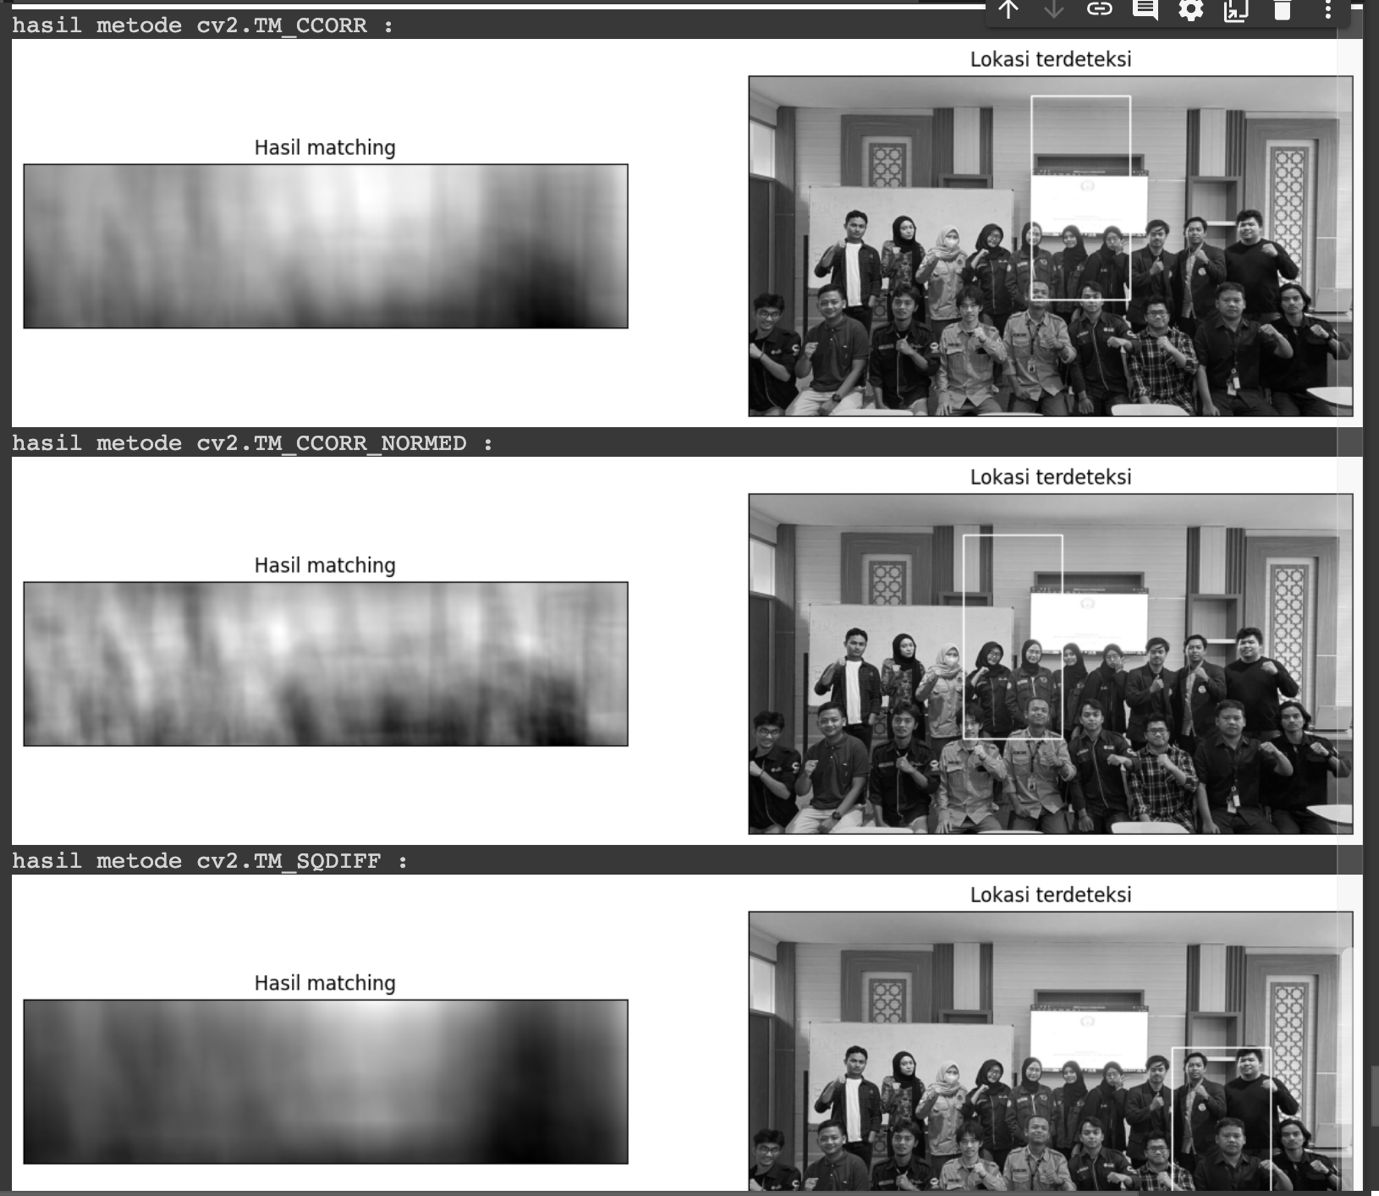 hasil metode cv2.TM_CCORR :
Lokasi terdeteksi
Hasil matching
hasil metode cv2.TM_CCORR_NORMED :
Lokasi terdeteksi
Hasil matching
hasil metode cv2.TM_SQDIFF :
Lokasi terdeteksi
Hasil matching